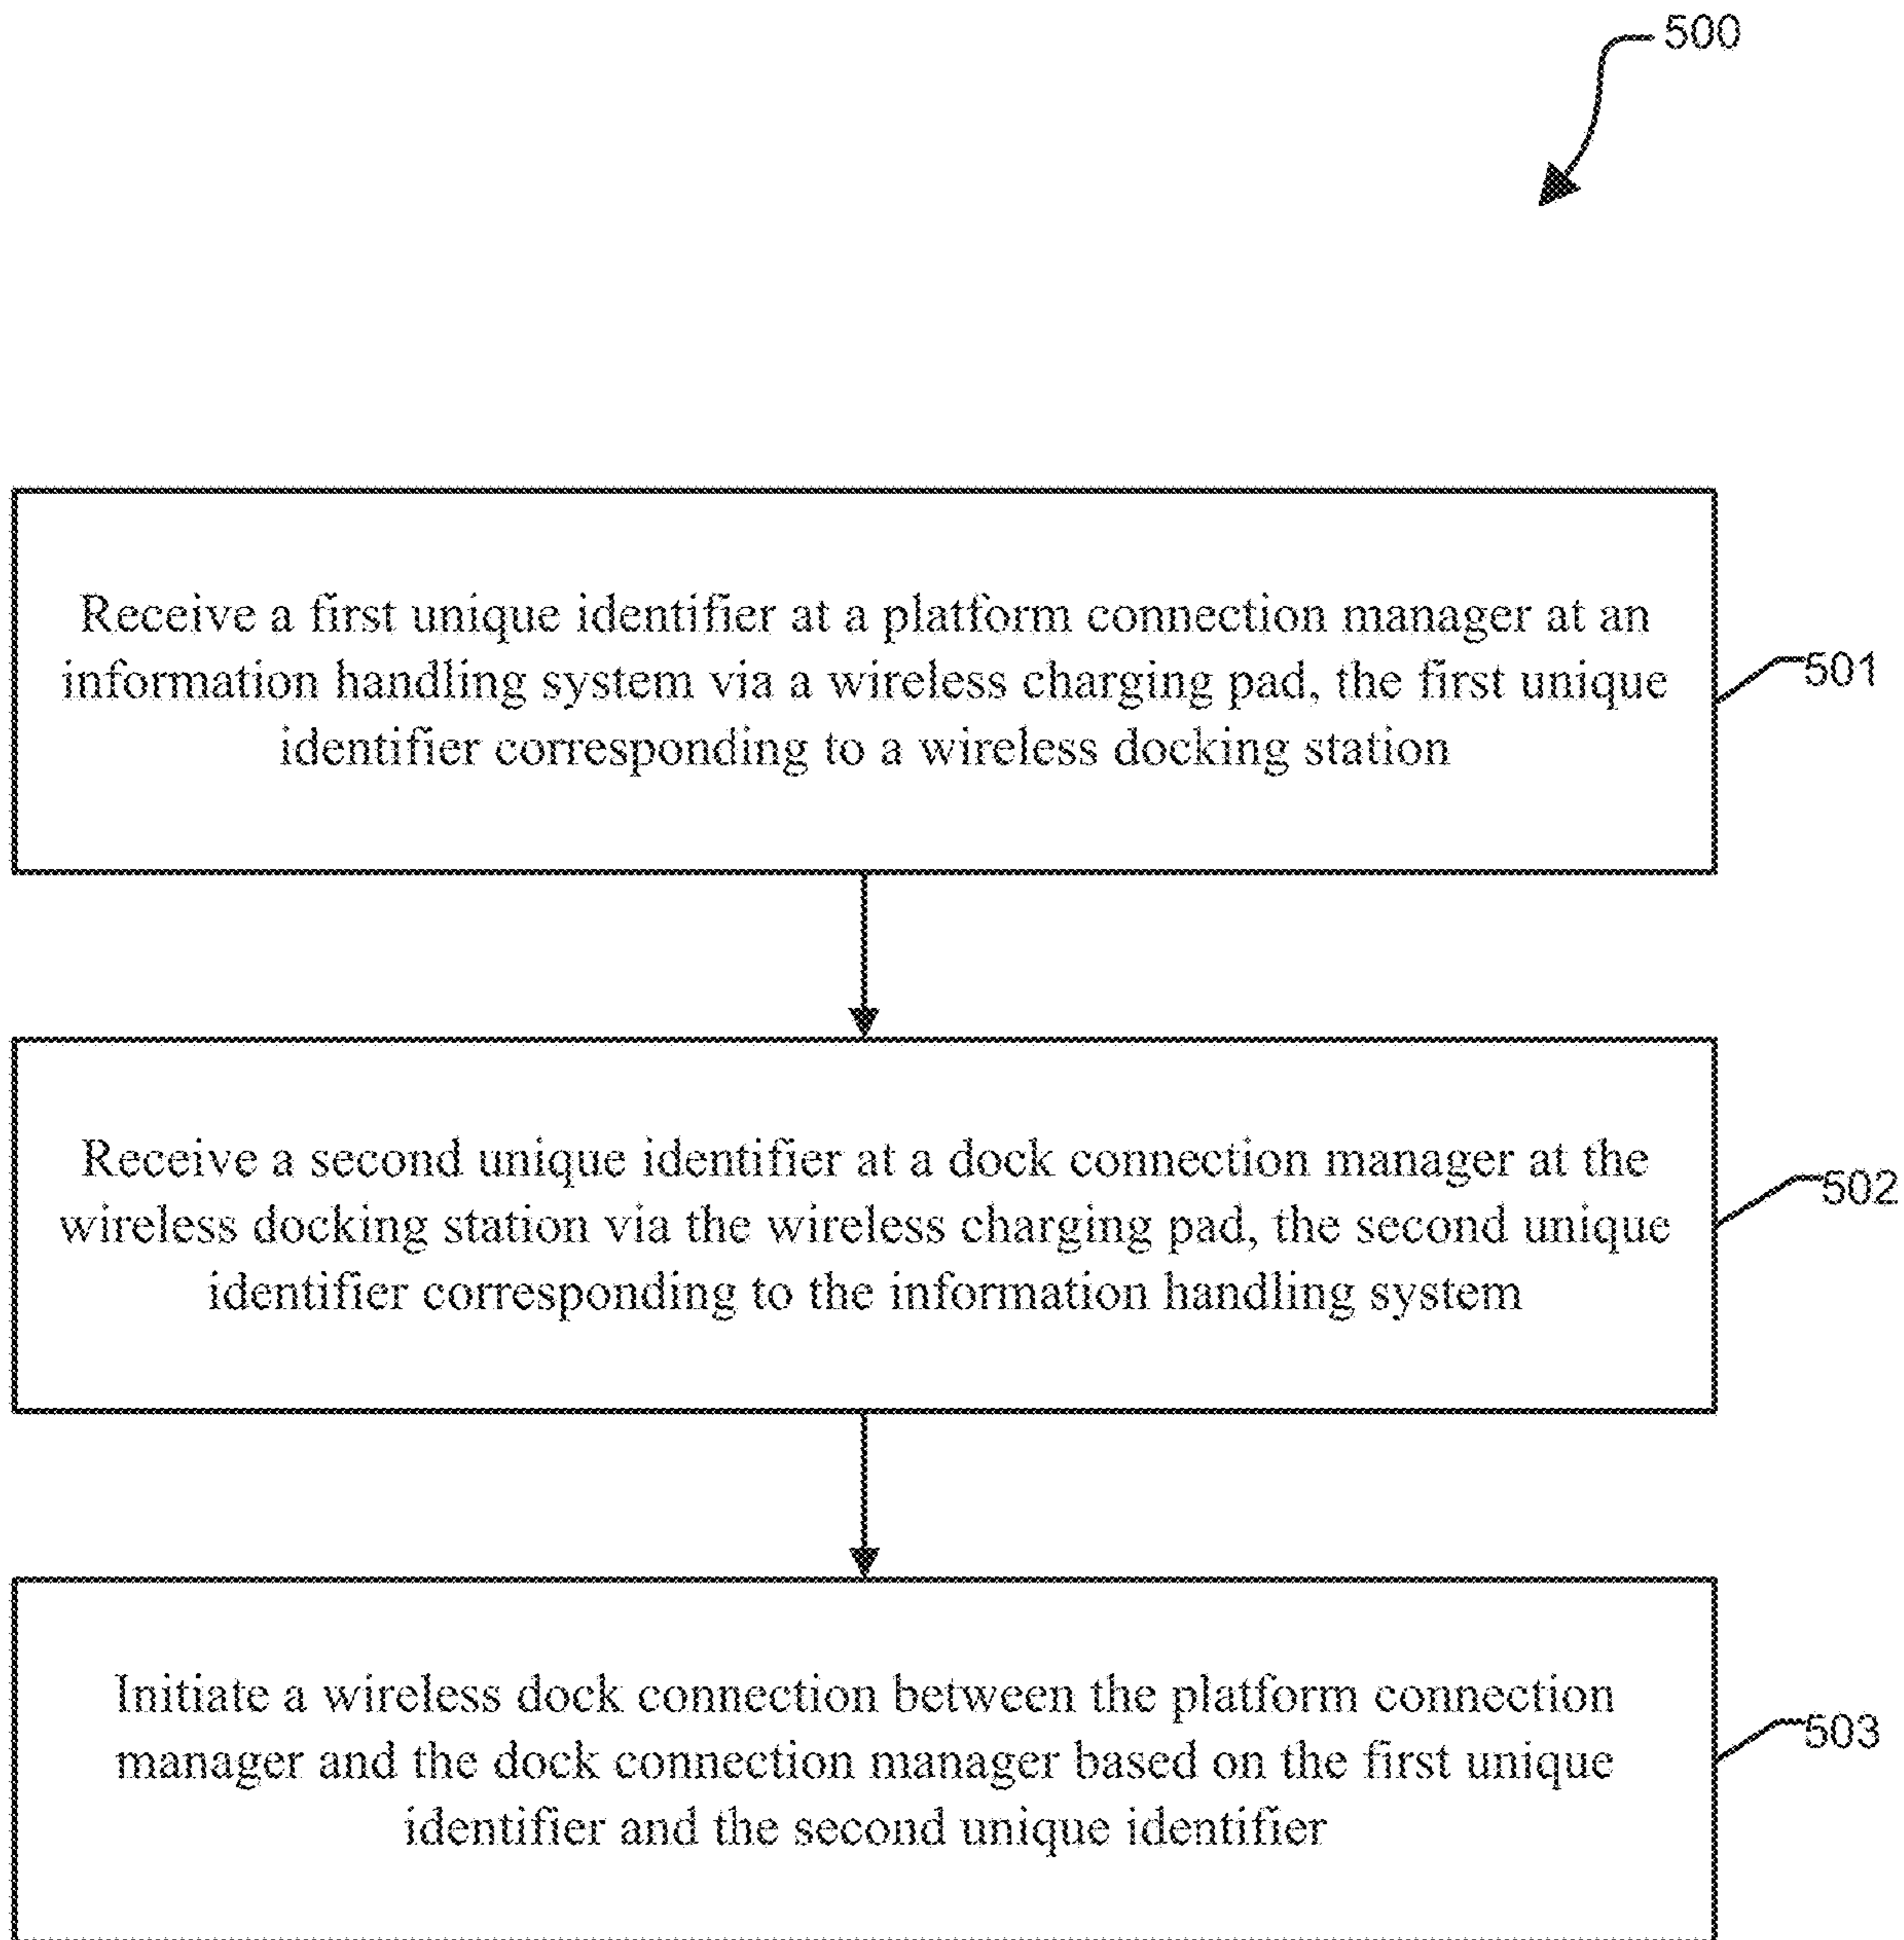 500
Receive a first unique identifier at a platform connection manager at an
information handling system via a wireless charging pad, the first unique
identifier corresponding to a wireless docking station
501
Receive a second unique identifier at a dock connection manager at the
wireless docking station via the wireless charging pad, the second unique
identifier corresponding to the information handling system
502
Initiate a wireless dock connection between the platform connection
manager and the dock connection manager based on the first unique
identifier and the second unique identifier
503